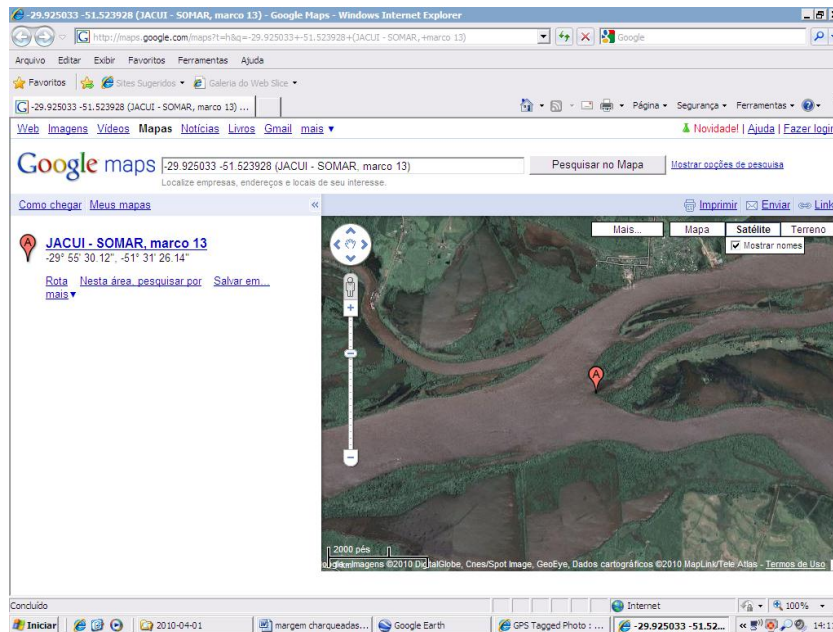 -29.925033 -51.523928 (JACUI - SOMAR, marco 13) - Google Maps - Windows Internet Explorer
http://maps.google.com/maps?t=h&q=-29.925033+-51.523928+(JACUI - SOMAR,+marco 13)
Google
Arquivo Editar Exibir Favoritos Ferramentas Ajuda
Favoritos Sites Sugeridos Galeria do Web Slice
-29.925033 -51.523928 (JACUI - SOMAR, marco 13) ...
Página Segurança Ferramentas
Web Imagens Vídeos Mapas Notícias Livros Gmail mais
Novidade! | Ajuda | Fazer login
Google maps
-29.925033 -51.523928 (JACUI - SOMAR, marco 13)
Pesquisar no Mapa
Mostrar opções de pesquisa
Localize empresas, endereços e locais de seu interesse.
Como chegar Meus mapas «
Imprimir Enviar Link
A JACUI - SOMAR, marco 13
-29° 55' 30.12", -51° 31' 26.14"
Rota Nesta área, pesquisar por Salvar em...
mais
Mais... Mapa Satélite Terreno
Mostrar nomes
A
2000 pés
Imagens ©2010 DigitalGlobe, Cnes/Spot Image, GeoEye, Dados cartográficos ©2010 MapLink/Tele Atlas - Termos de Uso
Concluído
Internet
100%
Iniciar 2010-04-01 margem charqueadas... Google Earth GPS Tagged Photo : ... -29.925033 -51.52... «